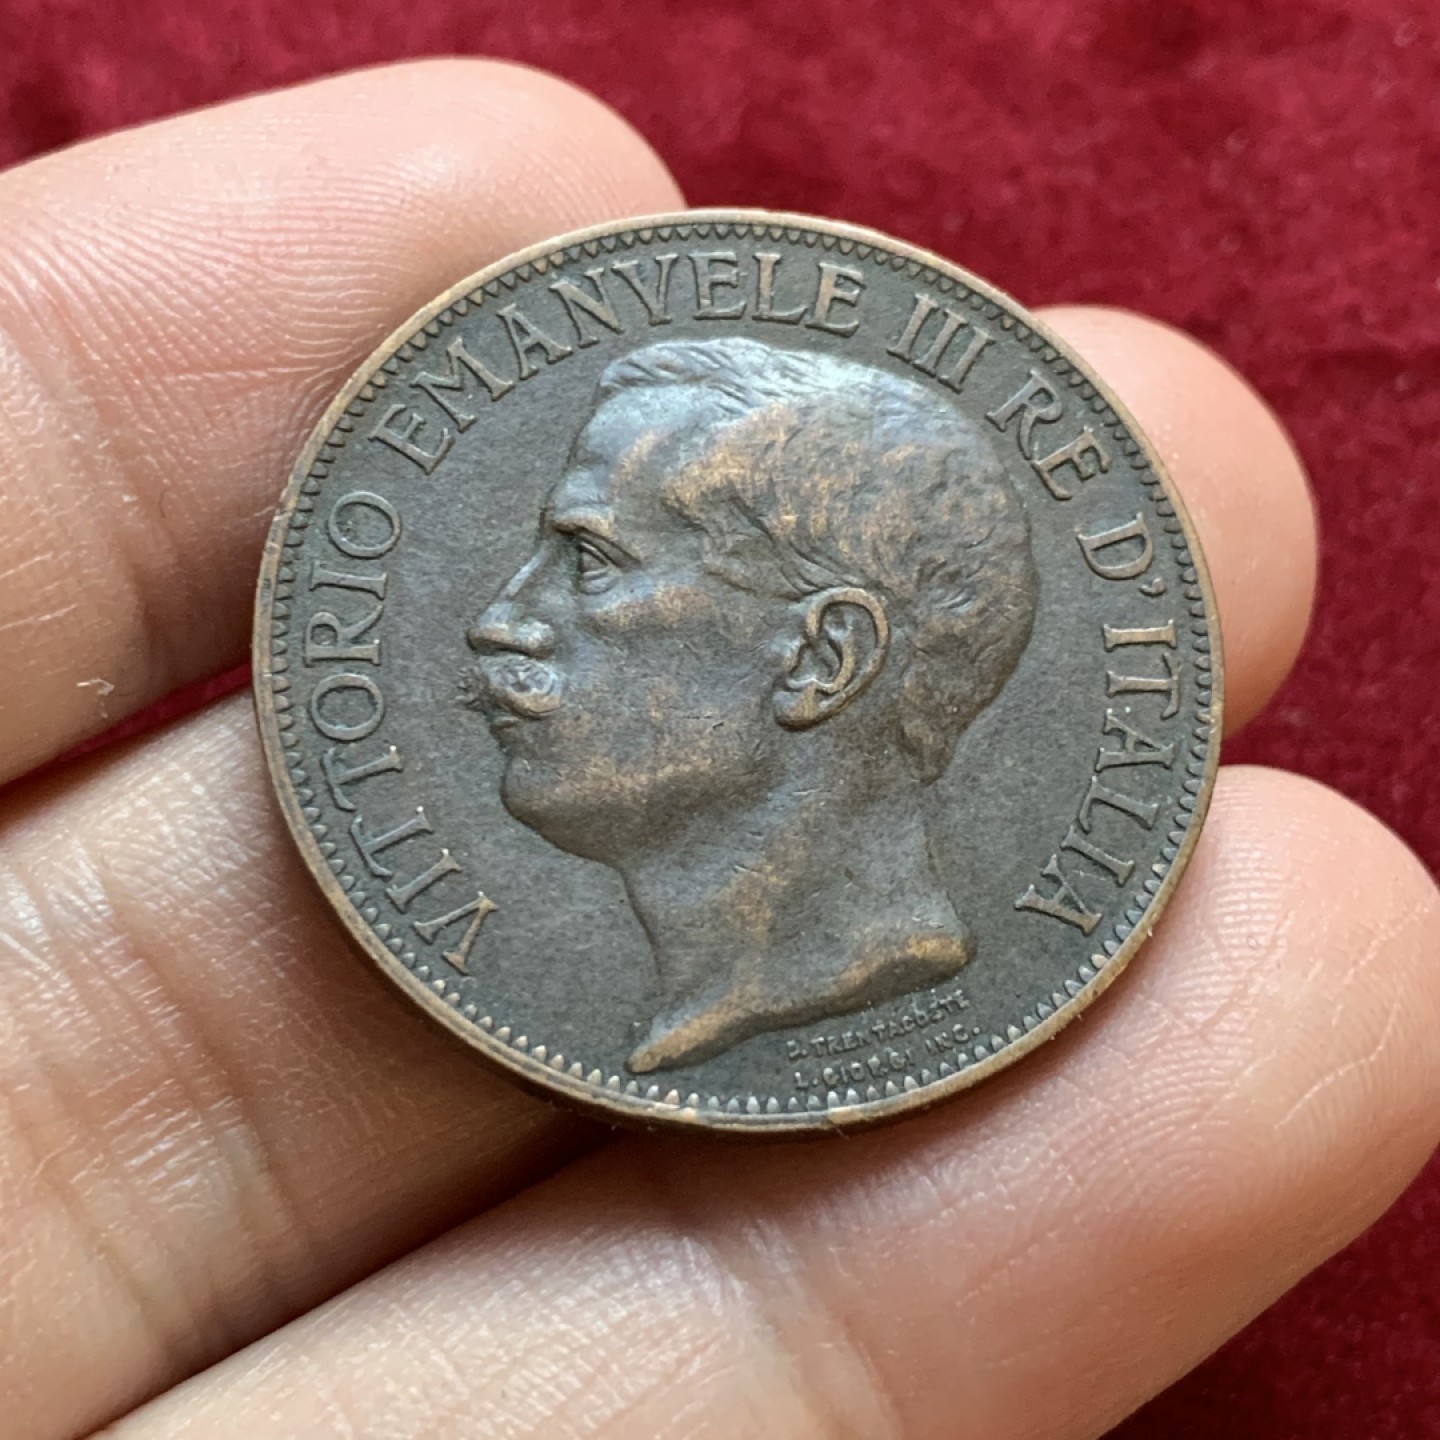 VITTORIO EMANVELE III RE D'ITALIA
D. TRENTACOSTE
L. GIORGI INC.